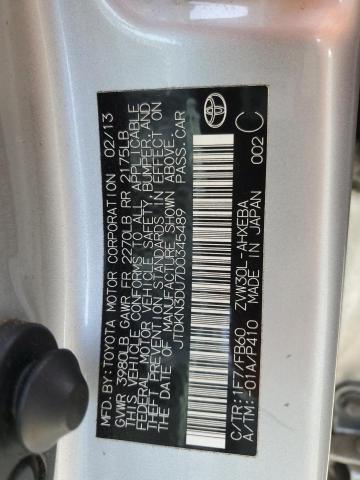 MFD.BY:TOYOTA MOTOR CORPORATION 02/13
GVWR 3980LB GAWR FR 2270LB RR 2175LB
THIS VEHICLE CONFORMS TO ALL APPLICABLE
FEDERAL MOTOR VEHICLE SAFETY, BUMPER, AND
THEFT PREVENTION STANDARDS IN EFFECT ON
THE DATE OF MANUFACTURE SHOWN ABOVE.
JTDKN3DU7D0345489 PASS.CAR
002 C
C/TR:1F7/FB60 ZVW30L-AHXEBA
A/TM:-01A/P410 MADE IN JAPAN